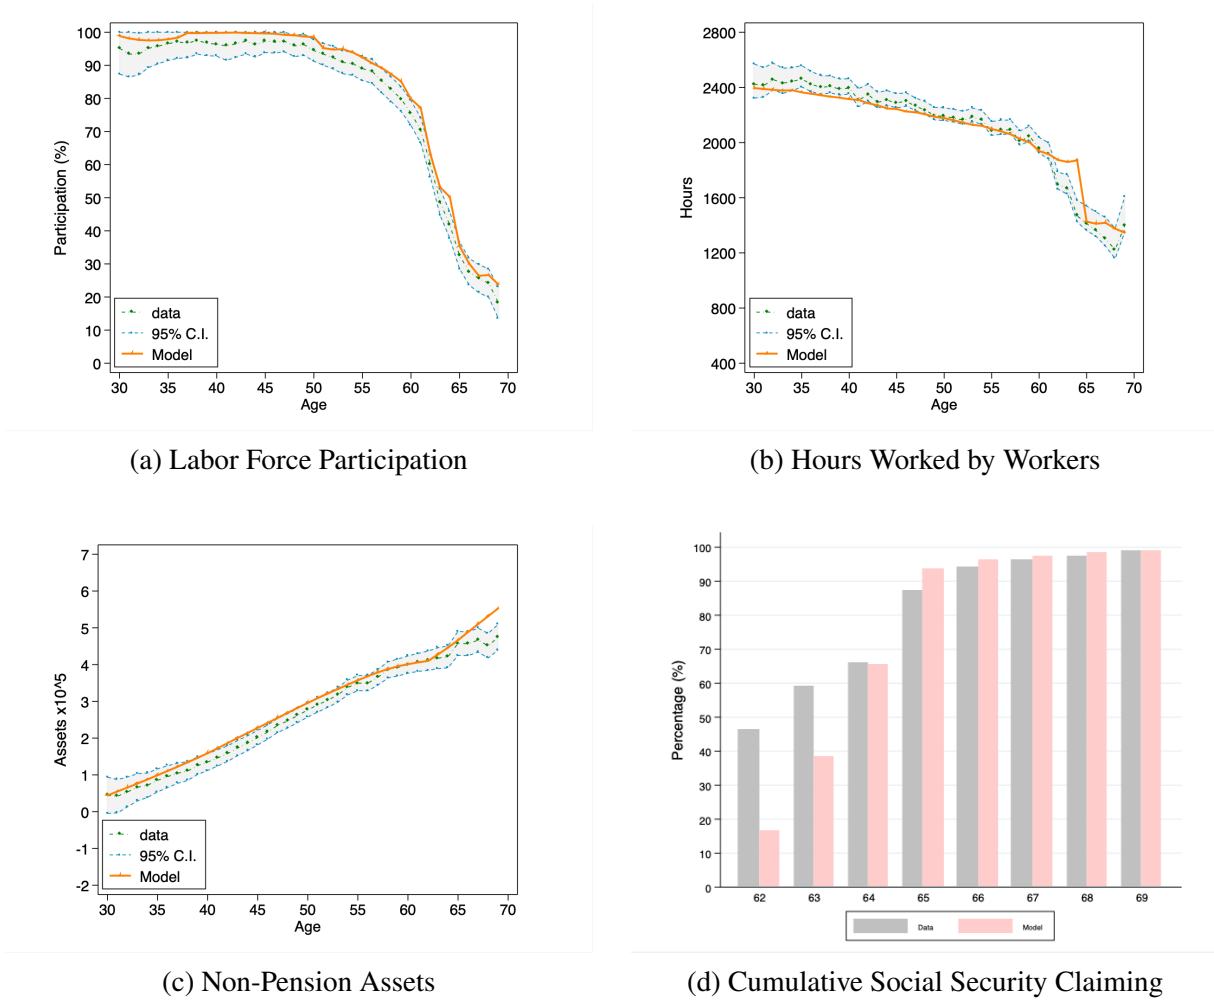 100
90
80
70
60
50
40
30
20
10
0
Participation (%)
data
95% C.I.
Model
30 35 40 45 50 55 60 65 70
Age
(a) Labor Force Participation
2800
2400
2000
1600
1200
800
400
Hours
data
95% C.I.
Model
30 35 40 45 50 55 60 65 70
Age
(b) Hours Worked by Workers
7
6
5
4
3
2
1
0
-1
-2
Assets x10^5
data
95% C.I.
Model
30 35 40 45 50 55 60 65 70
Age
(c) Non-Pension Assets
100
90
80
70
60
50
40
30
20
10
0
Percentage (%)
62 63 64 65 66 67 68 69
Data Model
(d) Cumulative Social Security Claiming